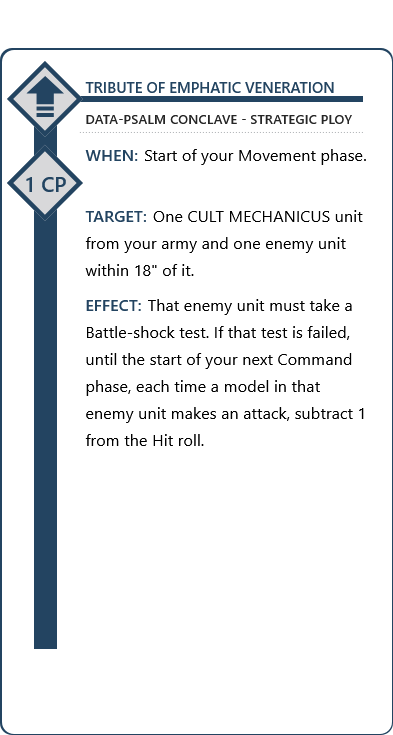 TRIBUTE OF EMPHATIC VENERATION
DATA-PSALM CONCLAVE - STRATEGIC PLOY
1 CP
WHEN: Start of your Movement phase.
TARGET: One CULT MECHANICUS unit
from your army and one enemy unit
within 18" of it.
EFFECT: That enemy unit must take a
Battle-shock test. If that test is failed,
until the start of your next Command
phase, each time a model in that
enemy unit makes an attack, subtract 1
from the Hit roll.